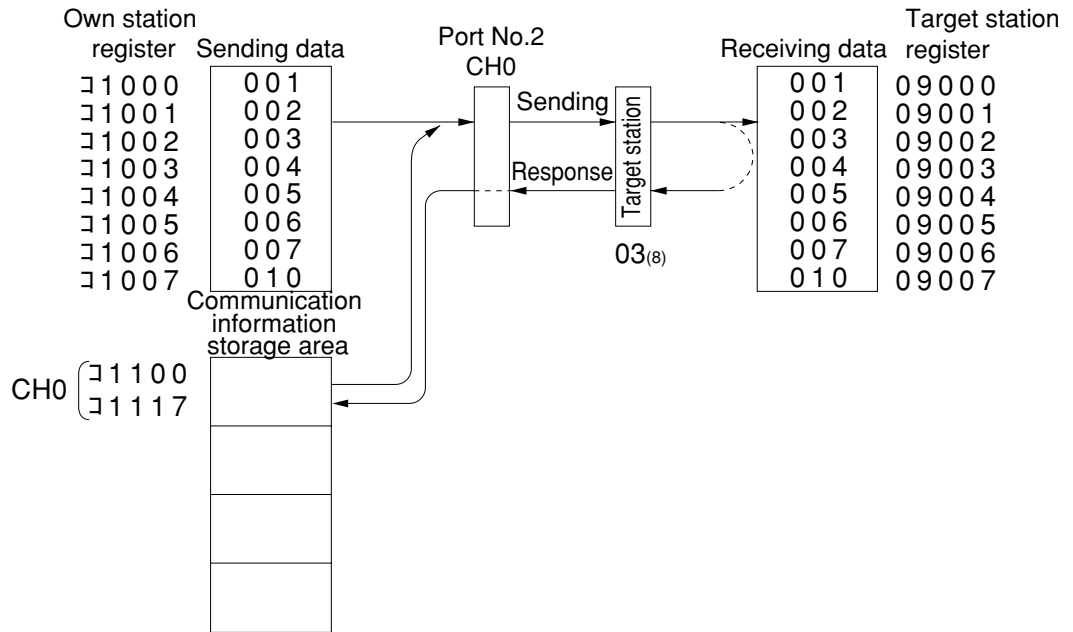 Own station
register
Sending data
Port No.2
CH0
Receiving data
Target station
register
コ1000 001
コ1001 002
コ1002 003
コ1003 004
コ1004 005
コ1005 006
コ1006 007
コ1007 010
Sending
Response
Target station
03(8)
001 09000
002 09001
003 09002
004 09003
005 09004
006 09005
007 09006
010 09007
Communication
information
storage area
CH0
コ1100
コ1117